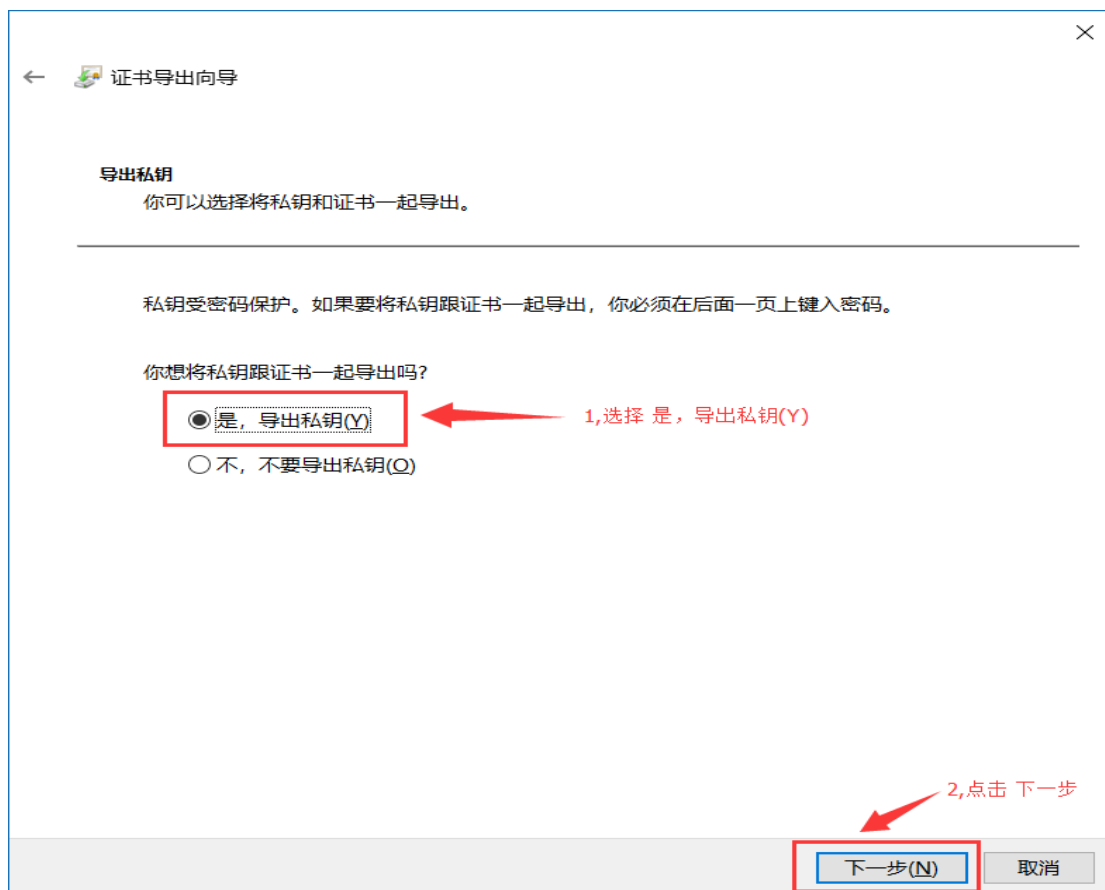 证书导出向导
导出私钥
你可以选择将私钥和证书一起导出。
私钥受密码保护。如果要将私钥跟证书一起导出，你必须在后面一页上键入密码。
你想将私钥跟证书一起导出吗?
是，导出私钥(Y)
1,选择 是，导出私钥(Y)
不，不要导出私钥(O)
2,点击 下一步
下一步(N)
取消